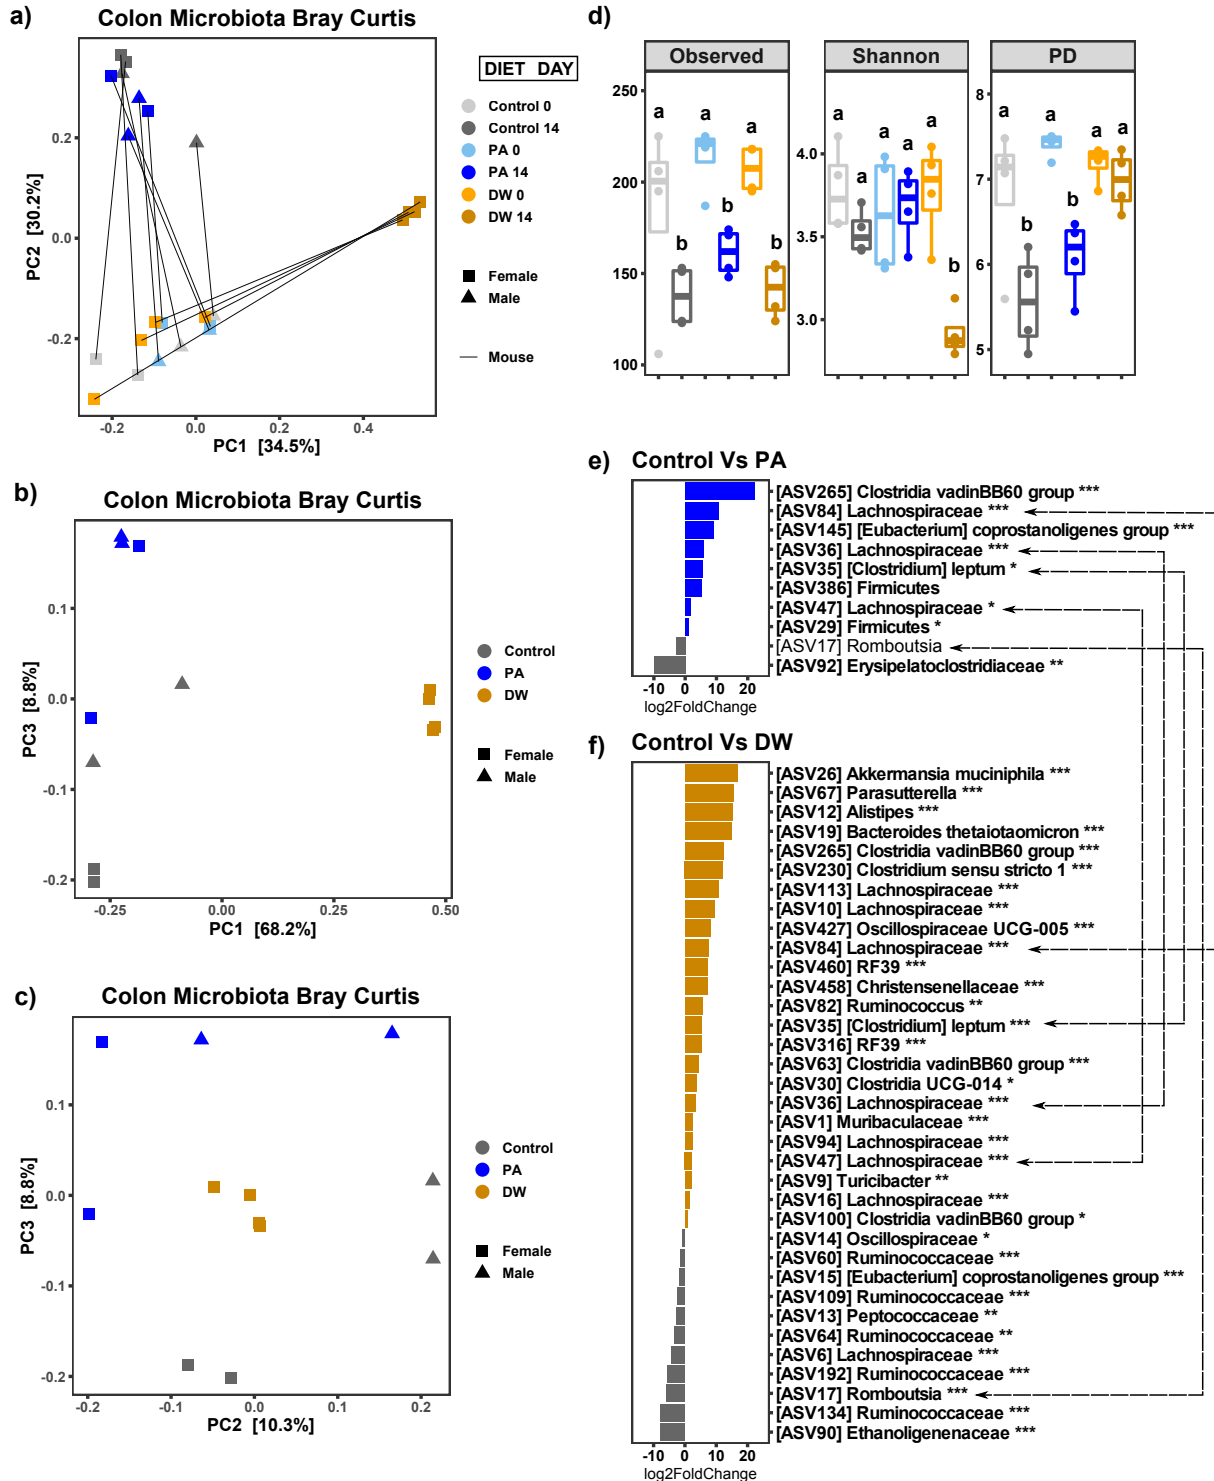 a)
Colon Microbiota Bray Curtis
0.2
0.0
-0.2
PC2 [30.2%]
-0.2
0.0
0.2
0.4
PC1 [34.5%]
DIET DAY
Control 0
Control 14
PA 0
PA 14
DW 0
DW 14
Female
Male
Mouse
b)
Colon Microbiota Bray Curtis
0.1
0.0
-0.1
-0.2
PC3 [8.8%]
-0.25
0.00
0.25
0.50
PC1 [68.2%]
Control
PA
DW
Female
Male
c)
Colon Microbiota Bray Curtis
0.1
0.0
-0.1
-0.2
PC3 [8.8%]
-0.2
-0.1
0.0
0.1
0.2
PC2 [10.3%]
Control
PA
DW
Female
Male
d)
Observed
250
200
150
100
a
b
a
b
a
b
Shannon
4.0
3.5
3.0
a
a
a
a
a
b
PD
8
7
6
5
a
b
a
b
a
a
e) Control Vs PA
[ASV265] Clostridia vadinBB60 group ***
[ASV84] Lachnospiraceae ***
[ASV145] [Eubacterium] coprostanoligenes group ***
[ASV36] Lachnospiraceae ***
[ASV35] [Clostridium] leptum *
[ASV386] Firmicutes
[ASV47] Lachnospiraceae *
[ASV29] Firmicutes *
[ASV17] Romboutsia
[ASV92] Erysipelatoclostridiaceae **
-10 0 10 20
log2FoldChange
f) Control Vs DW
[ASV26] Akkermansia muciniphila ***
[ASV67] Parasutterella ***
[ASV12] Alistipes ***
[ASV19] Bacteroides thetaiotaomicron ***
[ASV265] Clostridia vadinBB60 group ***
[ASV230] Clostridium sensu stricto 1 ***
[ASV113] Lachnospiraceae ***
[ASV10] Lachnospiraceae ***
[ASV427] Oscillospiraceae UCG-005 ***
[ASV84] Lachnospiraceae ***
[ASV460] RF39 ***
[ASV458] Christensenellaceae ***
[ASV82] Ruminococcus **
[ASV35] [Clostridium] leptum ***
[ASV316] RF39 ***
[ASV63] Clostridia vadinBB60 group ***
[ASV30] Clostridia UCG-014 *
[ASV36] Lachnospiraceae ***
[ASV1] Muribaculaceae ***
[ASV94] Lachnospiraceae ***
[ASV47] Lachnospiraceae ***
[ASV9] Turicibacter **
[ASV16] Lachnospiraceae ***
[ASV100] Clostridia vadinBB60 group *
[ASV14] Oscillospiraceae *
[ASV60] Ruminococcaceae ***
[ASV15] [Eubacterium] coprostanoligenes group ***
[ASV109] Ruminococcaceae ***
[ASV13] Peptococcaceae **
[ASV64] Ruminococcaceae **
[ASV6] Lachnospiraceae ***
[ASV192] Ruminococcaceae ***
[ASV17] Romboutsia ***
[ASV134] Ruminococcaceae ***
[ASV90] Ethanoligenenaceae ***
-10 0 10 20
log2FoldChange